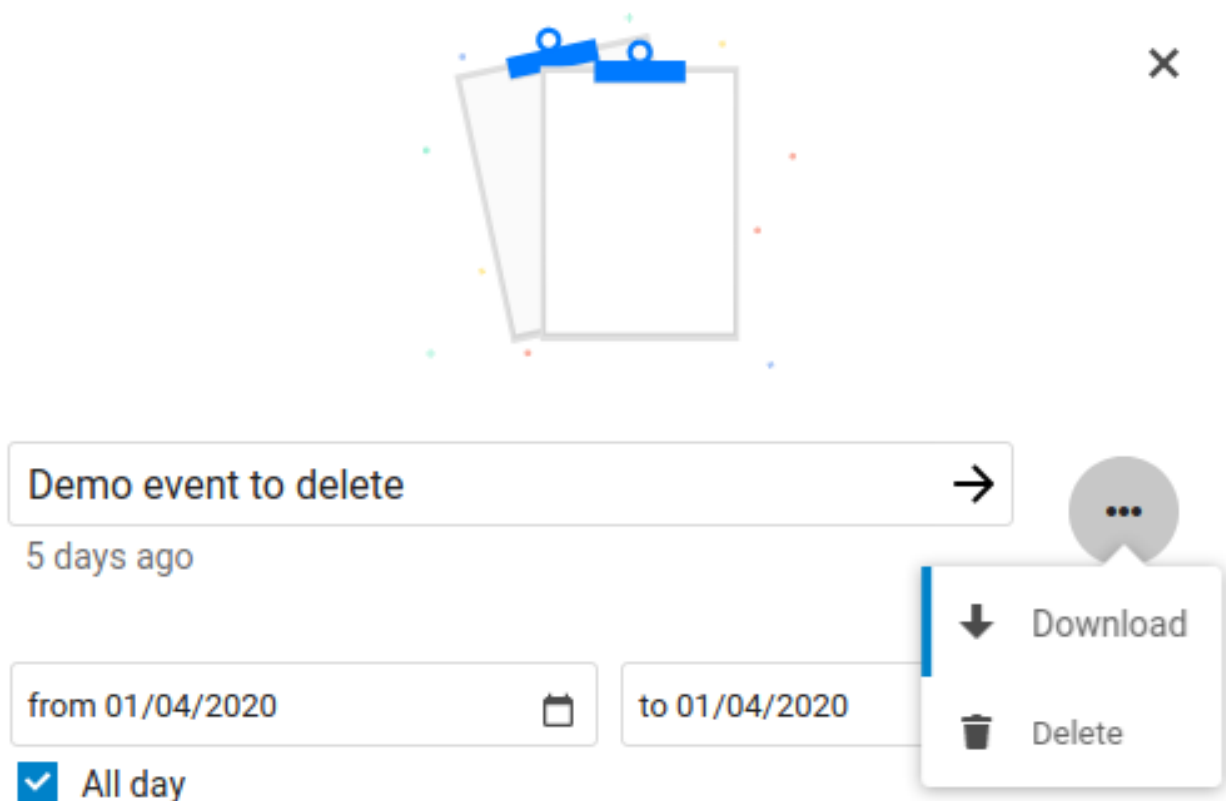 Demo event to delete
5 days ago
Download
from 01/04/2020
to 01/04/2020
Delete
All day